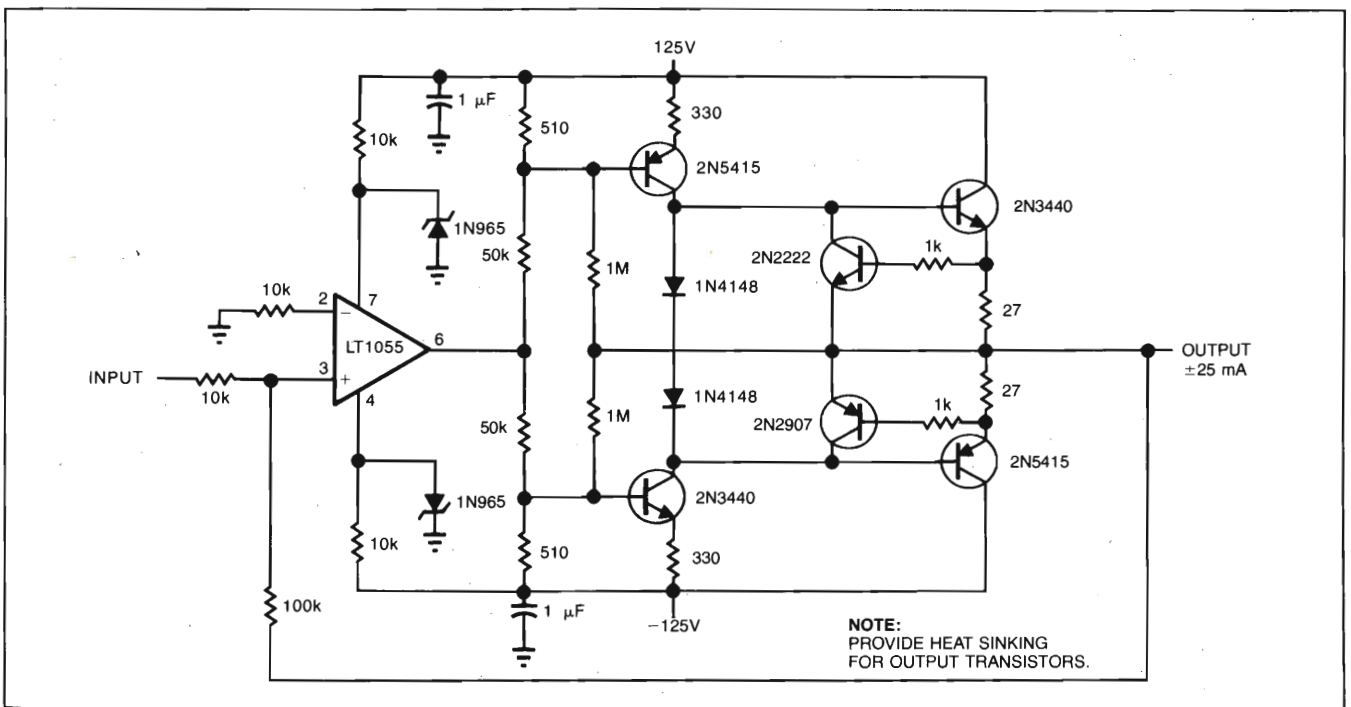 125V
1 µF
10k
510
330
2N5415
1N965
50k
1M
2N2222
1k
2N3440
10k
2
7
1N4148
27
−
LT1055
6
INPUT
10k
3
+
OUTPUT
±25 mA
4
50k
1M
1N4148
2N2907
1k
27
1N965
2N3440
2N5415
10k
510
330
100k
1 µF
−125V
NOTE:
PROVIDE HEAT SINKING
FOR OUTPUT TRANSISTORS.